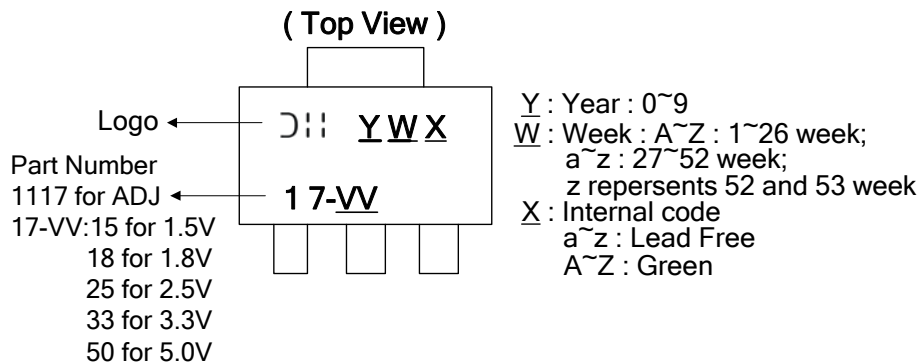 ( Top View )
Logo
Y W X
Part Number
1117 for ADJ
1 7-VV
17-VV:15 for 1.5V
18 for 1.8V
25 for 2.5V
33 for 3.3V
50 for 5.0V
Y : Year : 0~9
W : Week : A~Z : 1~26 week;
a~z : 27~52 week;
z repersents 52 and 53 week
X : Internal code
a~z : Lead Free
A~Z : Green